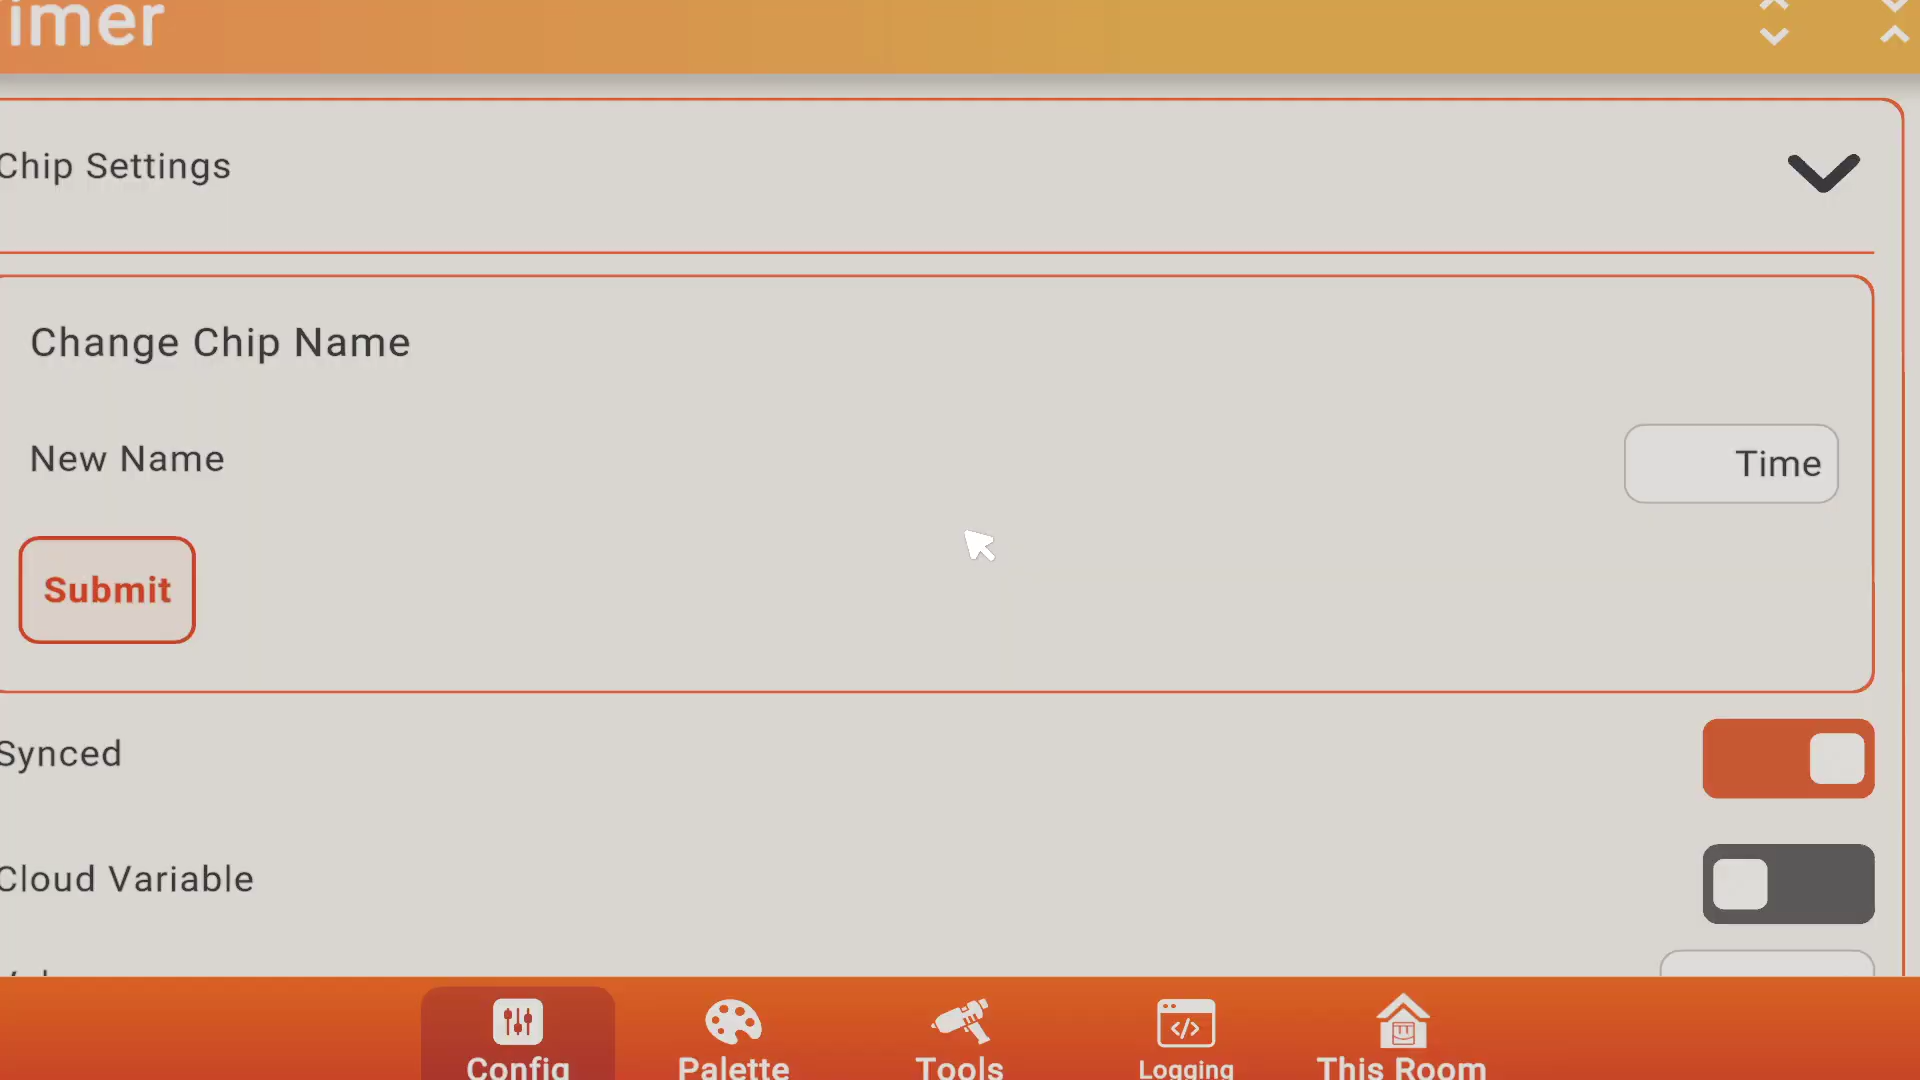 imer
Chip Settings
Change Chip Name
New Name
Time
Submit
Synced
Cloud Variable
Config
Palette
Tools
Logging
This Room